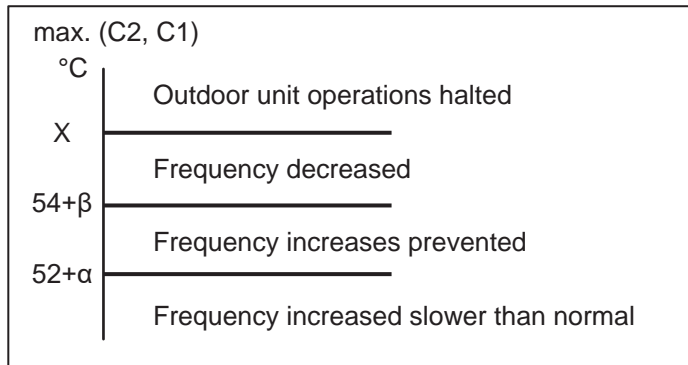 max. (C2, C1)
°C
Outdoor unit operations halted
X
Frequency decreased
54+β
Frequency increases prevented
52+α
Frequency increased slower than normal